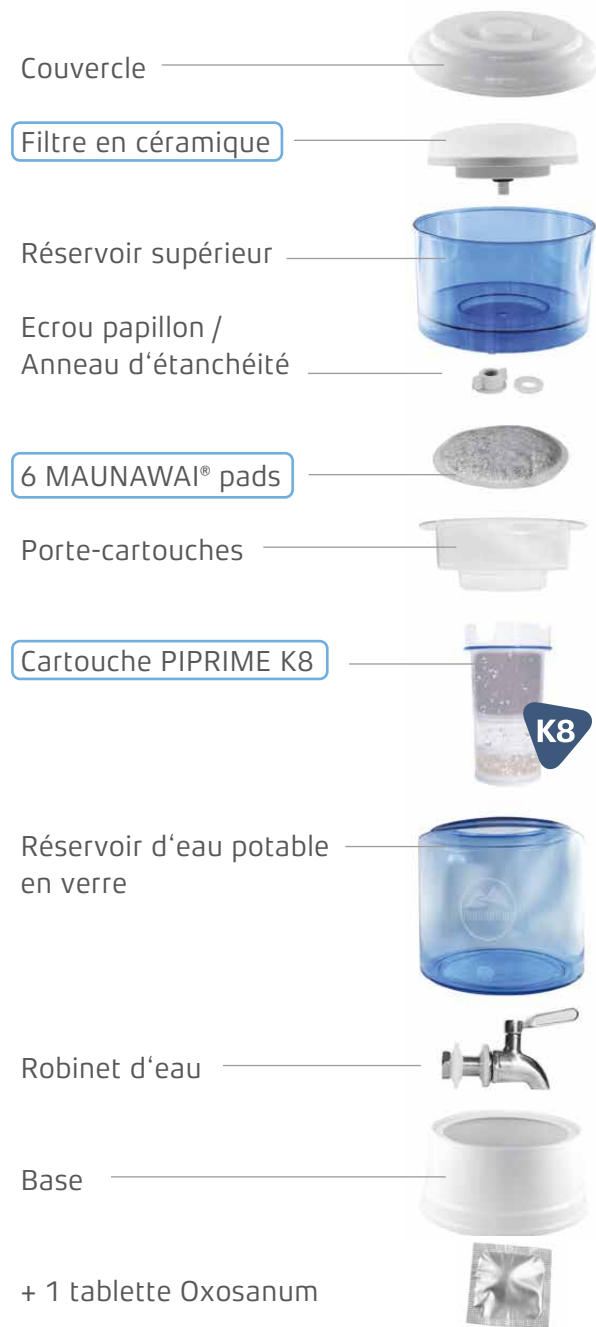 Couvercle
Filtre en céramique
Réservoir supérieur
Ecrou papillon /
Anneau d‘étanchéité
6 MAUNAWAI® pads
Porte-cartouches
Cartouche PIPRIME K8
K8
Réservoir d‘eau potable
en verre
Robinet d‘eau
Base
+ 1 tablette Oxosanum